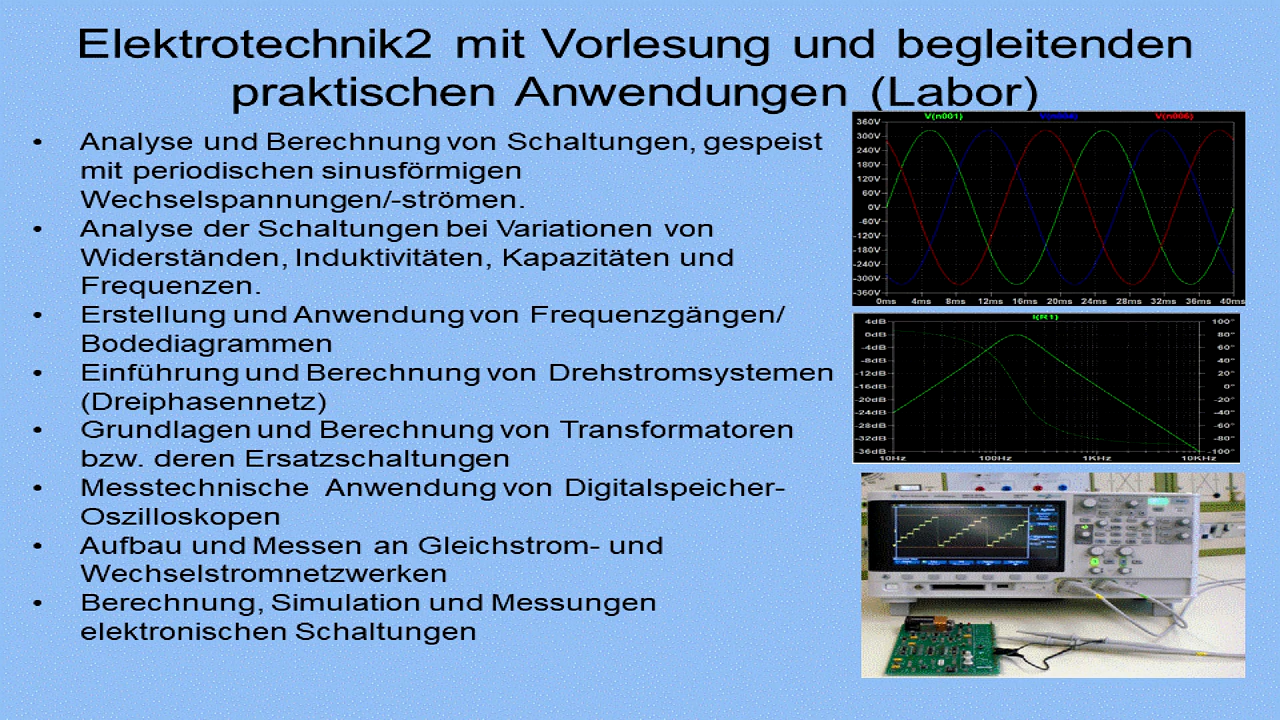 Elektrotechnik2 mit Vorlesung und begleitenden
praktischen Anwendungen (Labor)
• Analyse und Berechnung von Schaltungen, gespeist
mit periodischen sinusförmigen
Wechselspannungen/-strömen.
• Analyse der Schaltungen bei Variationen von
Widerständen, Induktivitäten, Kapazitäten und
Frequenzen.
• Erstellung und Anwendung von Frequenzgängen/
Bodediagrammen
• Einführung und Berechnung von Drehstromsystemen
(Dreiphasennetz)
• Grundlagen und Berechnung von Transformatoren
bzw. deren Ersatzschaltungen
• Messtechnische Anwendung von Digitalspeicher-
Oszilloskopen
• Aufbau und Messen an Gleichstrom- und
Wechselstromnetzwerken
• Berechnung, Simulation und Messungen
elektronischen Schaltungen
V(n001) V(n006)
360V
300V
240V
180V
120V
60V
0V
-60V
-120V
-180V
-240V
-300V
-360V
0ms 4ms 8ms 12ms 16ms 20ms 24ms 28ms 32ms 36ms 40ms
I(R1)
4dB 100°
0dB 80°
-4dB 60°
-8dB 40°
-12dB 20°
-16dB 0°
-20dB -20°
-24dB -40°
-28dB -60°
-32dB -80°
-36dB -100°
10Hz 100Hz 1KHz 10KHz